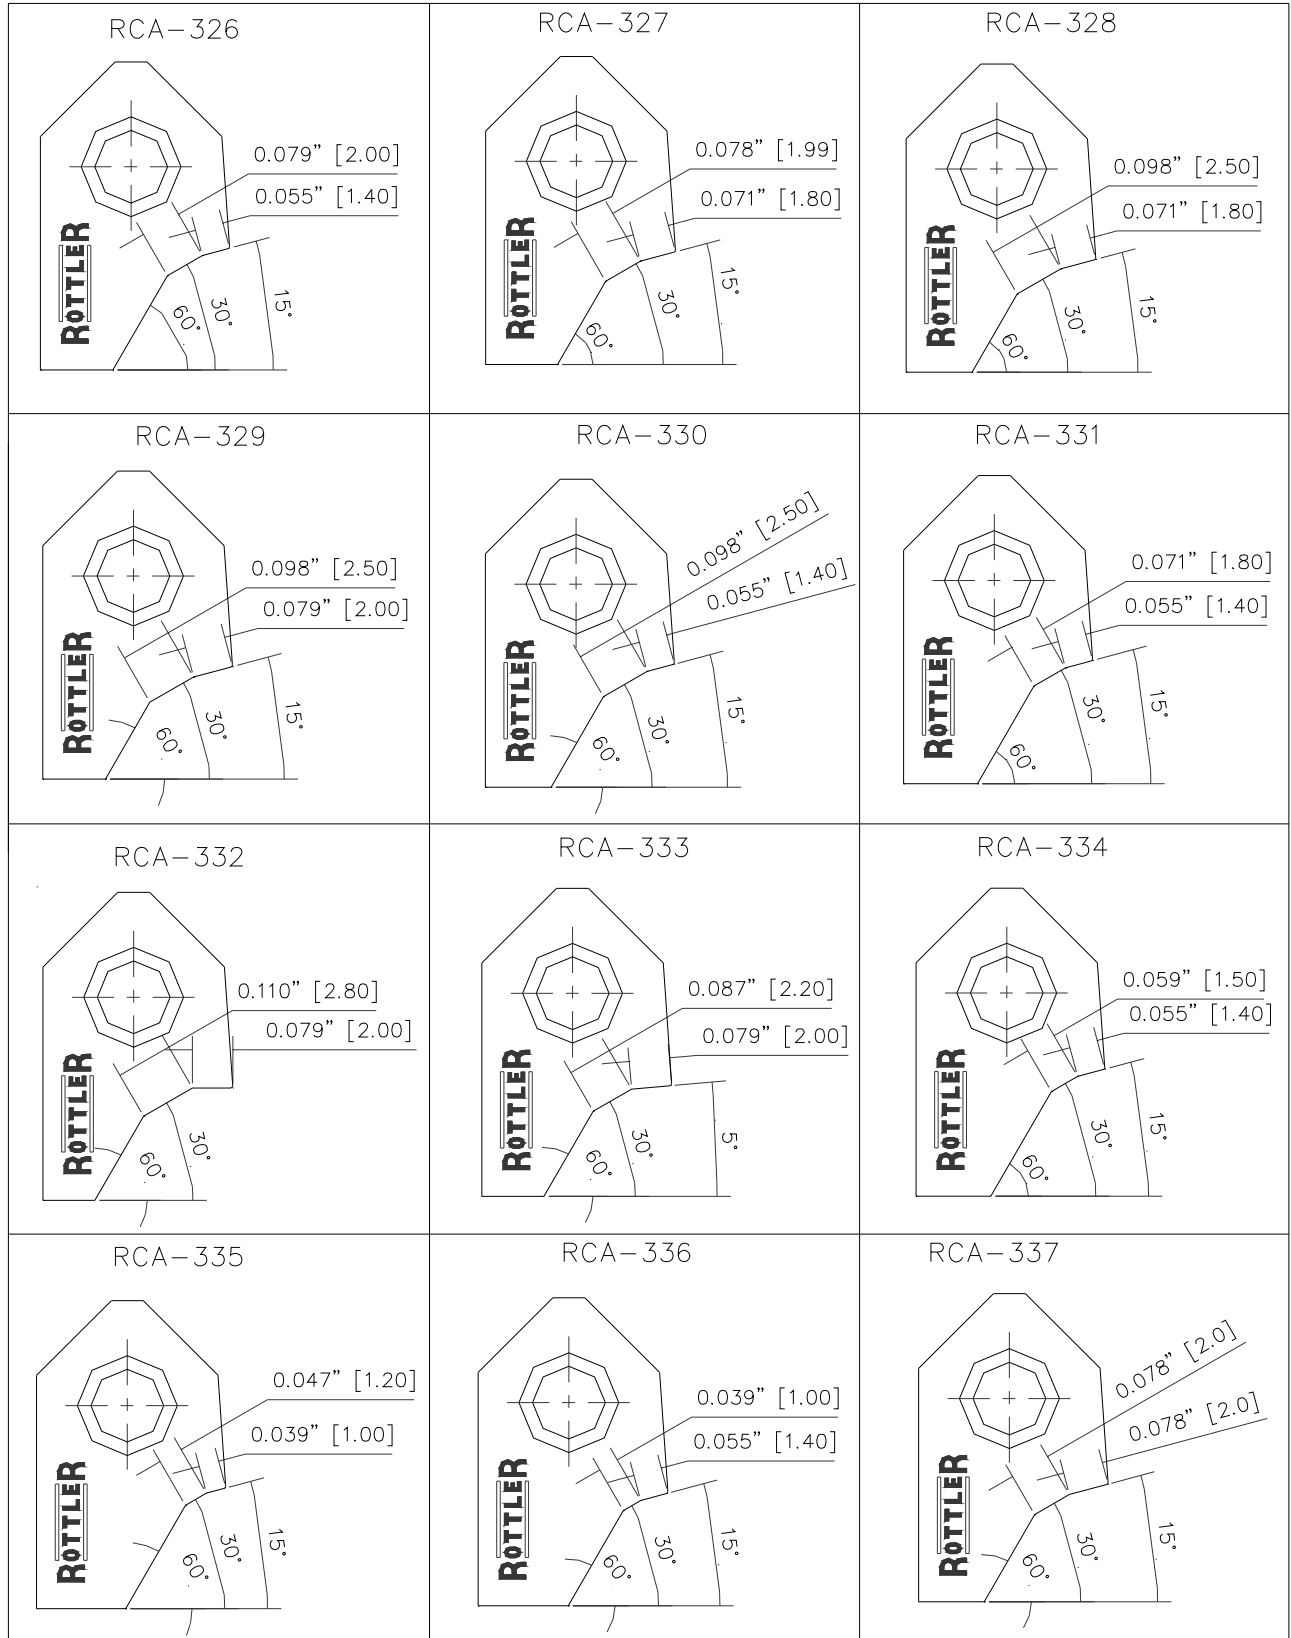 RCA-326
0.079" [2.00]
0.055" [1.40]
ROTTLER
60°
30°
15°
RCA-327
0.078" [1.99]
0.071" [1.80]
ROTTLER
60°
30°
15°
RCA-328
0.098" [2.50]
0.071" [1.80]
ROTTLER
60°
30°
15°
RCA-329
0.098" [2.50]
0.079" [2.00]
ROTTLER
60°
30°
15°
RCA-330
0.098" [2.50]
0.055" [1.40]
ROTTLER
60°
30°
15°
RCA-331
0.071" [1.80]
0.055" [1.40]
ROTTLER
60°
30°
15°
RCA-332
0.110" [2.80]
0.079" [2.00]
ROTTLER
60°
30°
RCA-333
0.087" [2.20]
0.079" [2.00]
ROTTLER
60°
30°
5°
RCA-334
0.059" [1.50]
0.055" [1.40]
ROTTLER
60°
30°
15°
RCA-335
0.047" [1.20]
0.039" [1.00]
ROTTLER
60°
30°
15°
RCA-336
0.039" [1.00]
0.055" [1.40]
ROTTLER
60°
30°
15°
RCA-337
0.078" [2.0]
0.078" [2.0]
ROTTLER
60°
30°
15°